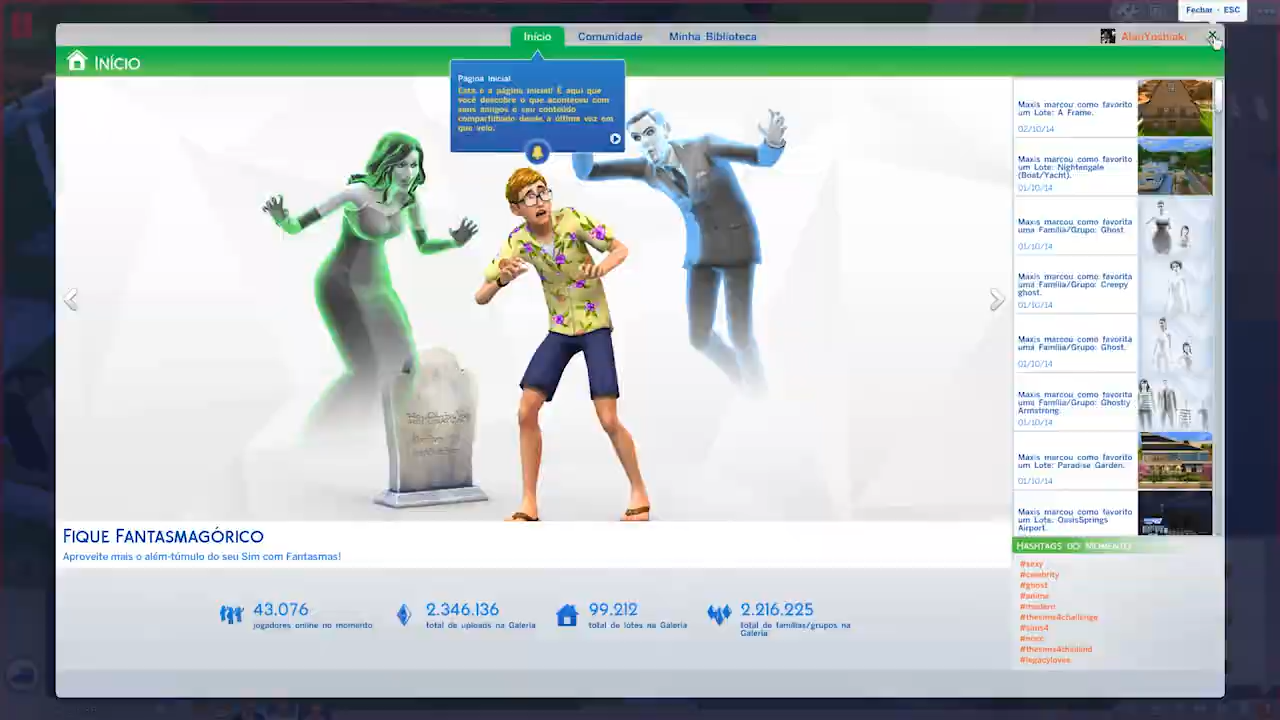 Fechar - ESC
Início
Comunidade
Minha Biblioteca
AlanYoshiaki
INÍCIO
Página Inicial
Esta é a página inicial! É aqui que
você descobre o que aconteceu com
seus amigos e seu conteúdo
compartilhado desde a última vez em
que veio.
Maxis marcou como favorito
um Lote: A Frame.
02/10/14
Maxis marcou como favorito
um Lote: Nightengale
(Boat/Yacht).
01/10/14
Maxis marcou como favorita
uma Família/Grupo: Ghost.
01/10/14
Maxis marcou como favorita
uma Família/Grupo: Creepy
ghost.
01/10/14
Maxis marcou como favorita
uma Família/Grupo: Ghost.
01/10/14
Maxis marcou como favorita
uma Família/Grupo: Ghostly
Armstrong.
01/10/14
Maxis marcou como favorito
um Lote: Paradise Garden.
01/10/14
Maxis marcou como favorito
um Lote: OasisSprings
Airport.
FIQUE FANTASMAGÓRICO
Aproveite mais o além-túmulo do seu Sim com Fantasmas!
43.076
jogadores online no momento
2.346.136
total de uploads na Galeria
99.212
total de lotes na Galeria
2.216.225
total de famílias/grupos na
Galeria
HASHTAGS DO MOMENTO
#sexy
#celebrity
#ghost
#anime
#modern
#thesims4challenge
#sims4
#thesims4thailand